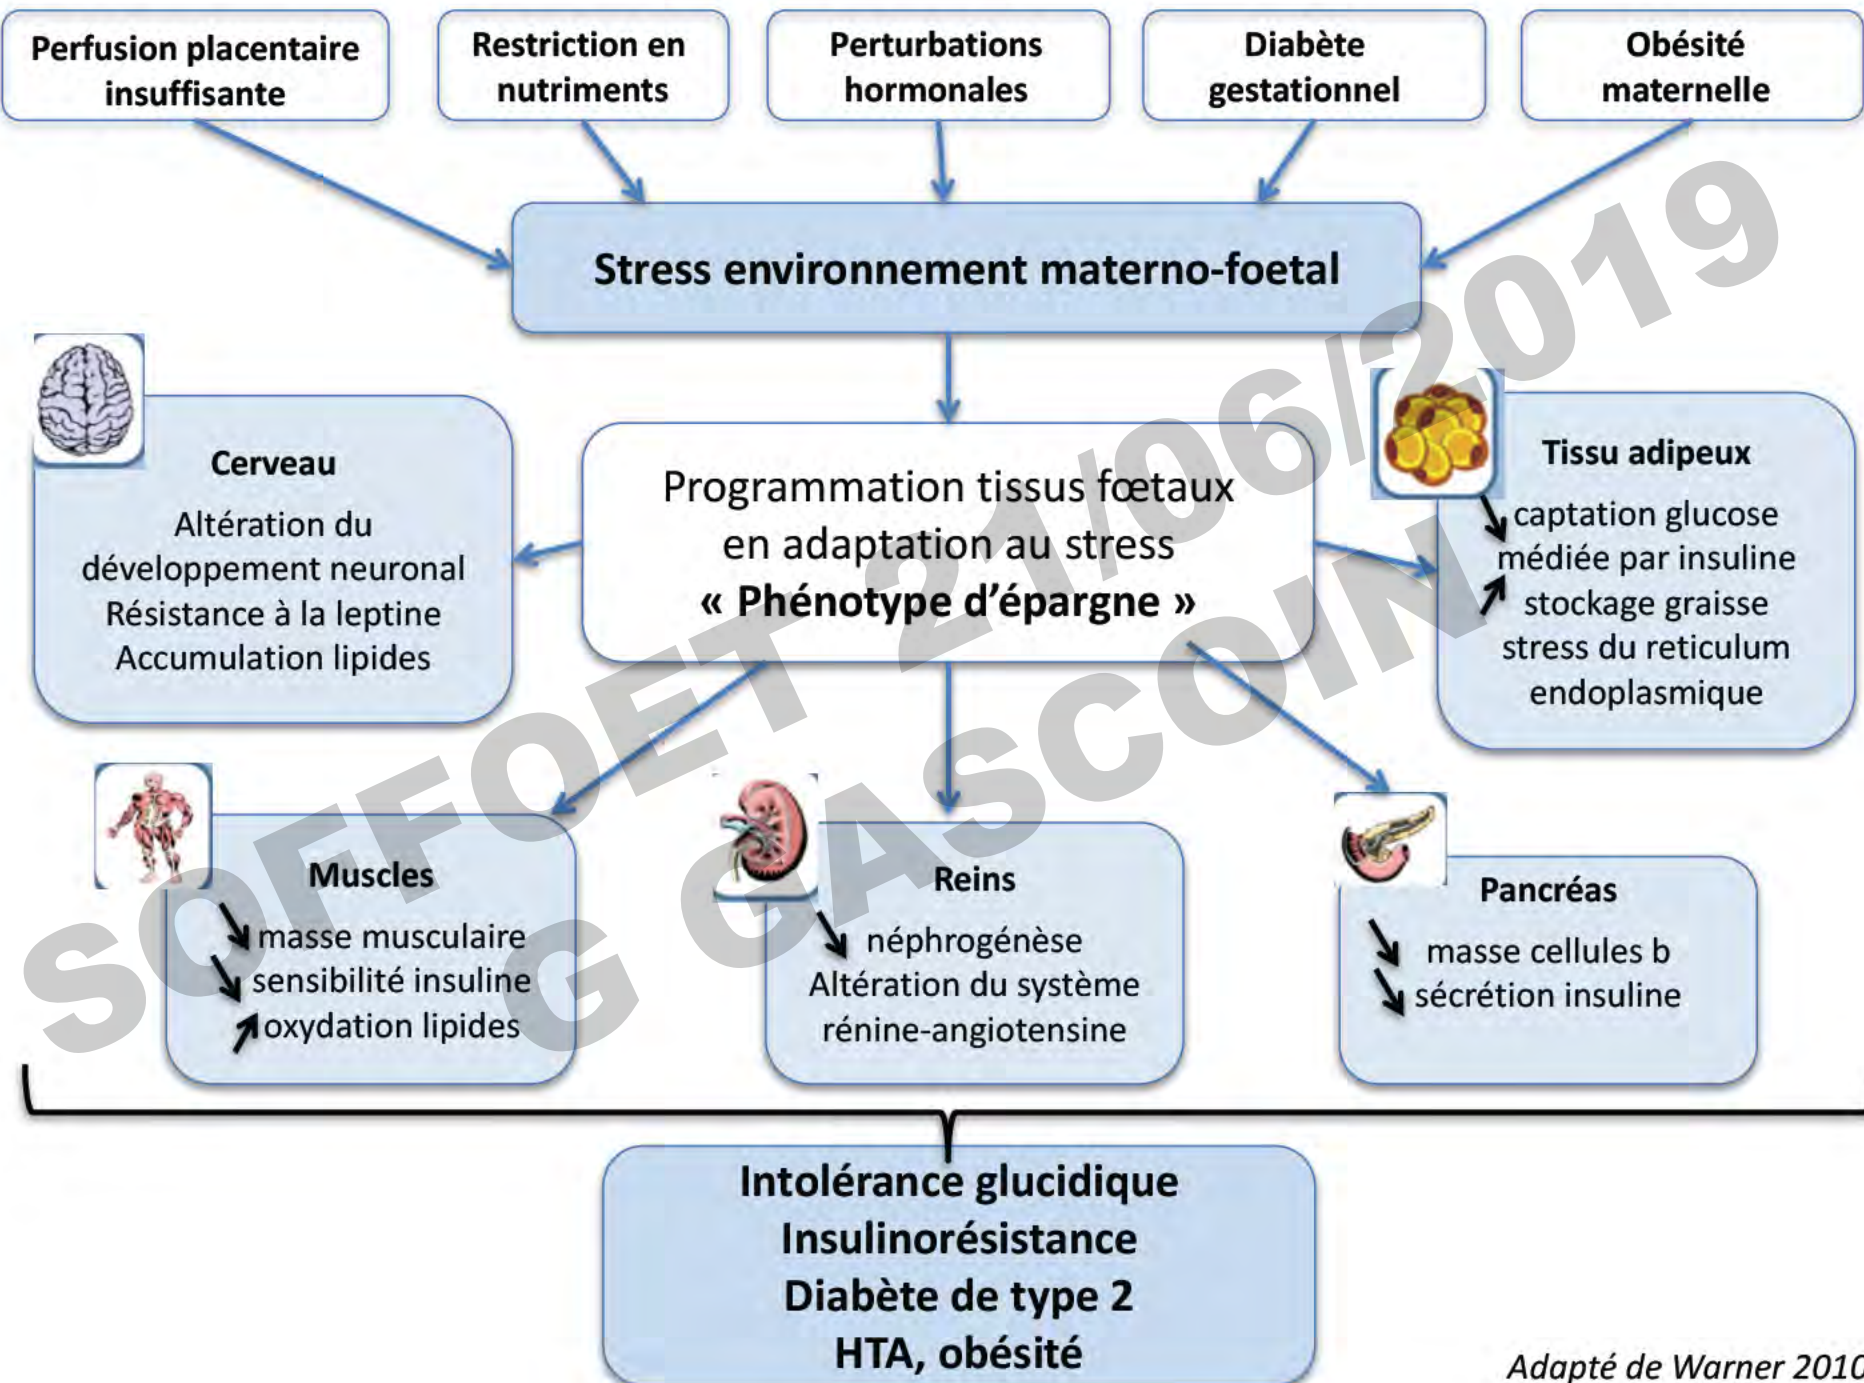 Perfusion placentaire
insuffisante
Restriction en
nutriments
Perturbations
hormonales
Diabète
gestationnel
Obésité
maternelle
Stress environnement materno-foetal
Cerveau
Altération du
développement neuronal
Résistance à la leptine
Accumulation lipides
Programmation tissus fœtaux
en adaptation au stress
« Phénotype d’épargne »
Tissu adipeux
captation glucose
médiée par insuline
stockage graisse
stress du reticulum
endoplasmique
Muscles
masse musculaire
sensibilité insuline
oxydation lipides
Reins
néphrogénèse
Altération du système
rénine-angiotensine
Pancréas
masse cellules b
sécrétion insuline
Intolérance glucidique
Insulinorésistance
Diabète de type 2
HTA, obésité
Adapté de Warner 2010
SOFFOET 21/06/2019
G GASCOIN